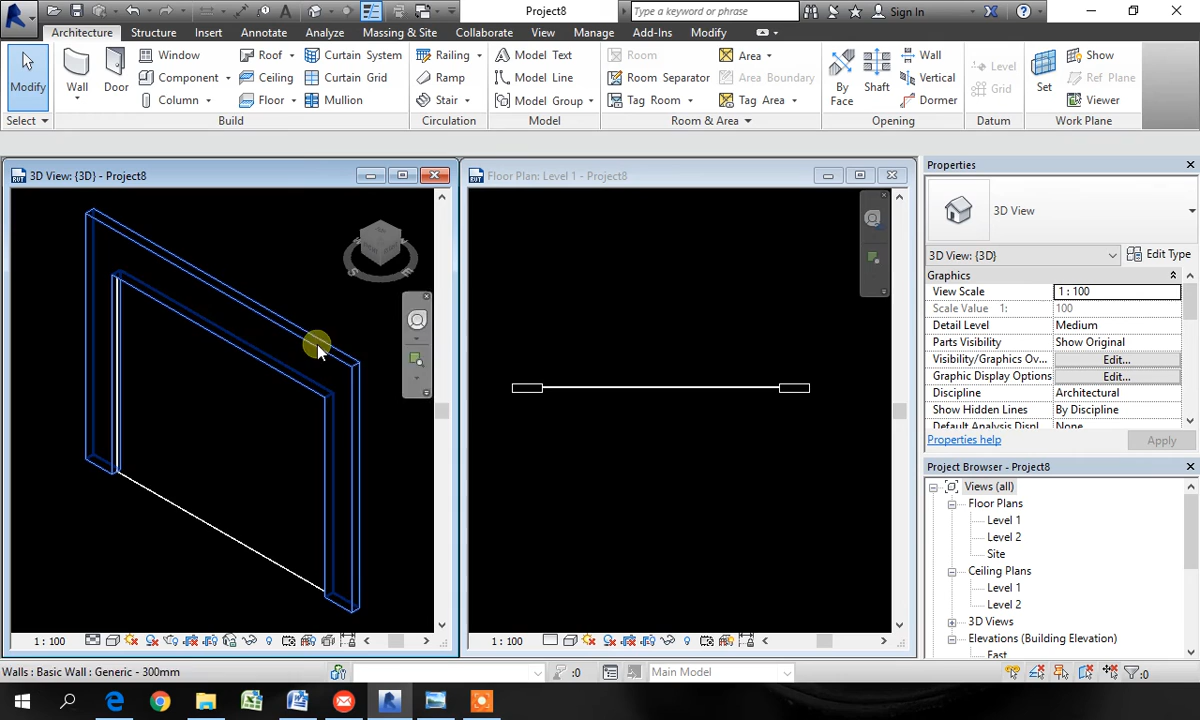 Project8
Type a keyword or phrase
Sign In
Architecture Structure Insert Annotate Analyze Massing & Site Collaborate View Manage Add-Ins Modify
Modify
Wall
Door
Window
Component
Column
Roof
Ceiling
Floor
Curtain System
Curtain Grid
Mullion
Railing
Ramp
Stair
Model Text
Model Line
Model Group
Room
Room Separator
Tag Room
Area
Area Boundary
Tag Area
By
Face
Shaft
Wall
Vertical
Dormer
Level
Grid
Set
Show
Ref Plane
Viewer
Select Build Circulation Model Room & Area Opening Datum Work Plane
3D View: {3D} - Project8
Floor Plan: Level 1 - Project8
S
E
Properties
3D View
3D View: {3D}
Edit Type
Graphics
View Scale 1 : 100
Scale Value 1: 100
Detail Level Medium
Parts Visibility Show Original
Visibility/Graphics Ov... Edit...
Graphic Display Options Edit...
Discipline Architectural
Show Hidden Lines By Discipline
Default Analysis Displ... None
Properties help
Apply
Project Browser - Project8
Views (all)
Floor Plans
Level 1
Level 2
Site
Ceiling Plans
Level 1
Level 2
3D Views
Elevations (Building Elevation)
East
1 : 100
1 : 100
Walls : Basic Wall : Generic - 300mm
:0
Main Model
:0